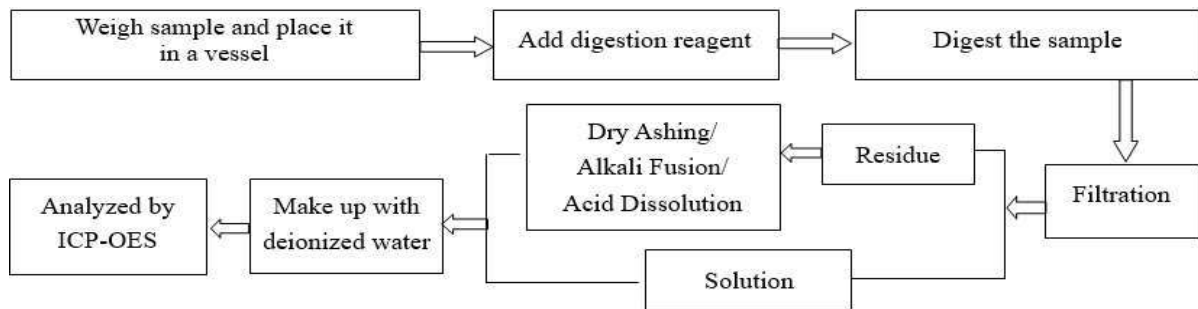 Weigh sample and place it
in a vessel
Add digestion reagent
Digest the sample
Filtration
Residue
Dry Ashing/
Alkali Fusion/
Acid Dissolution
Solution
Make up with
deionized water
Analyzed by
ICP-OES